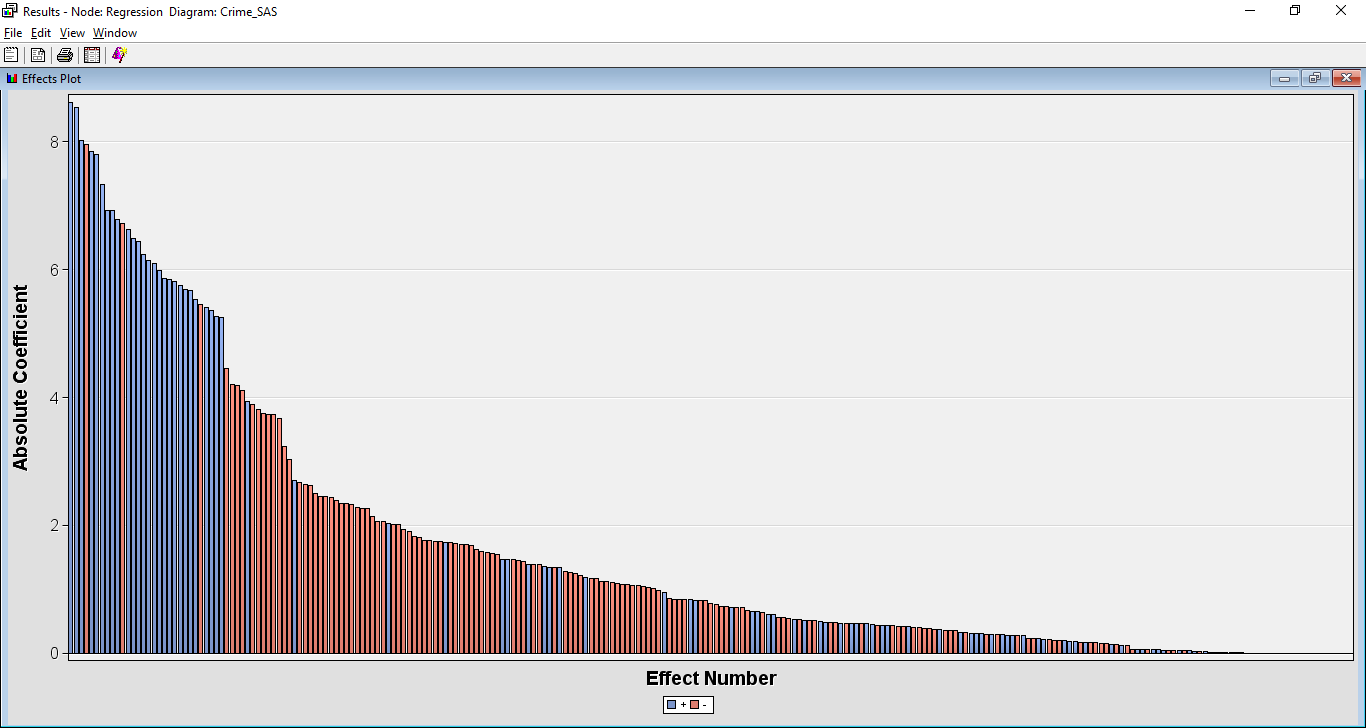 Results - Node: Regression  Diagram: Crime_SAS
File Edit View Window
Effects Plot
8
6
4
2
0
Absolute Coefficient
Effect Number
+ -